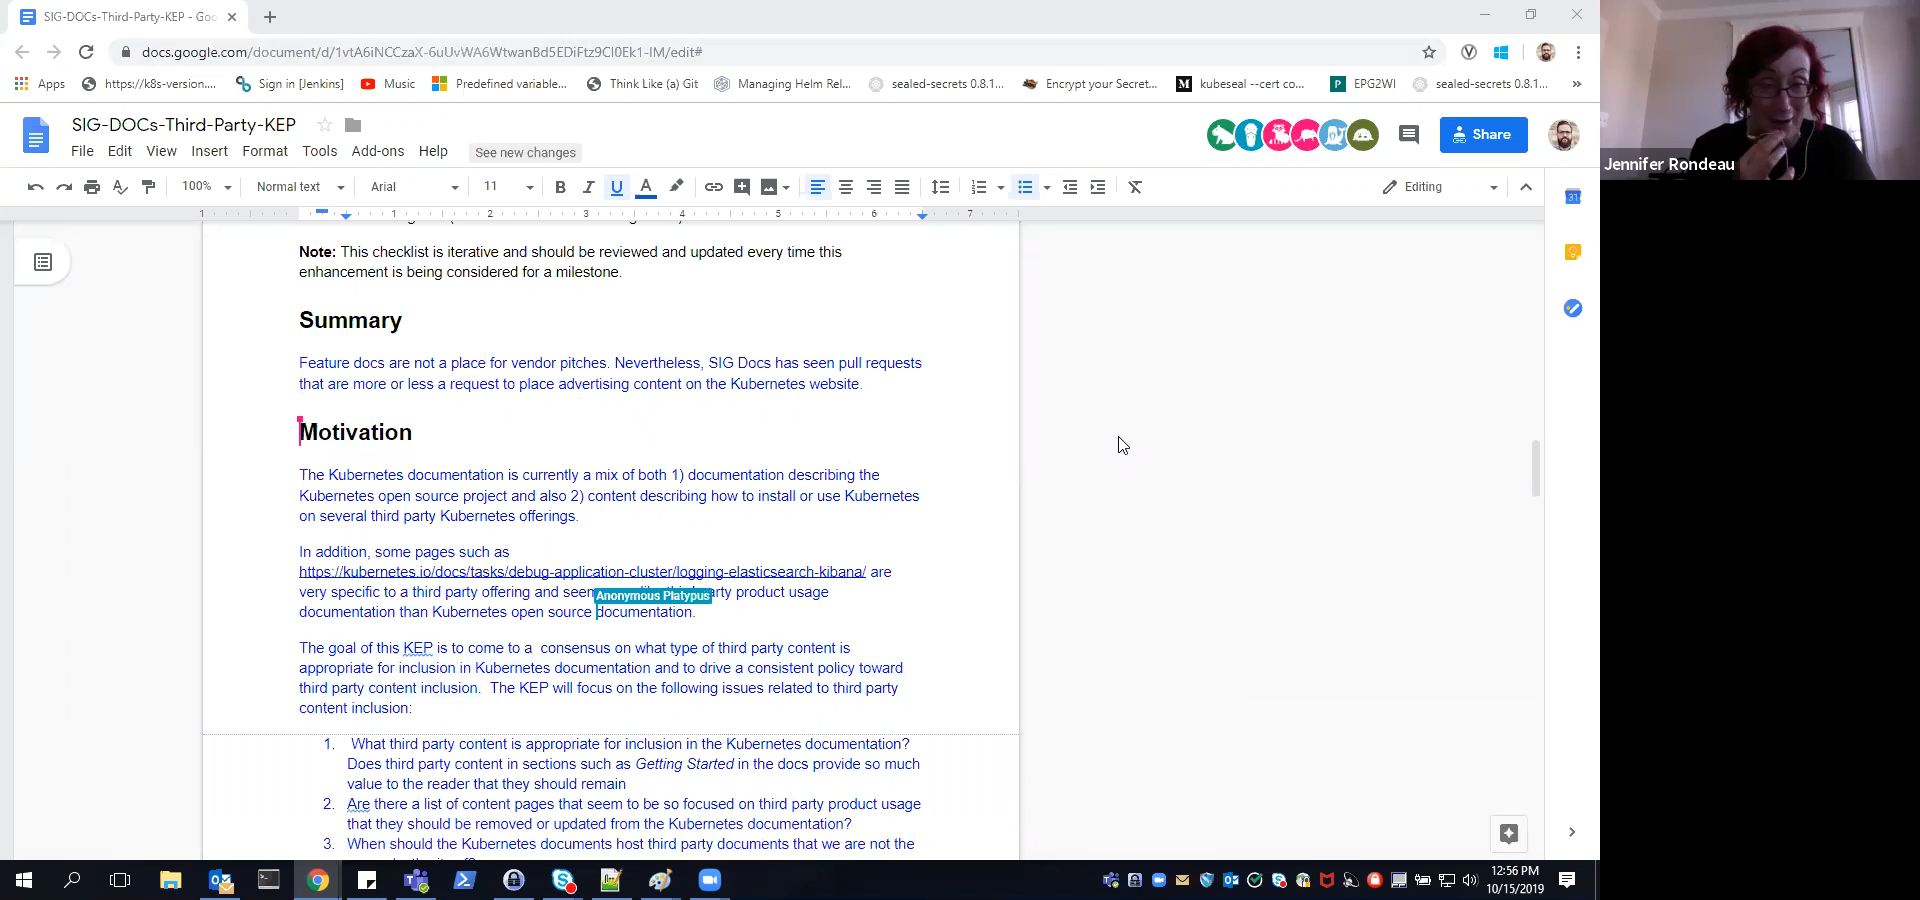 SIG-DOCs-Third-Party-KEP - Goo
docs.google.com/document/d/1vtA6iNCCzaX-6uUvWA6WtwanBd5EDiFtz9Cl0Ek1-IM/edit#
Apps https://k8s-version.... Sign in [Jenkins] Music Predefined variable... Think Like (a) Git Managing Helm Rel... sealed-secrets 0.8.1... Encrypt your Secret... kubeseal --cert co... EPG2WI sealed-secrets 0.8.1... »
SIG-DOCs-Third-Party-KEP
Share
File Edit View Insert Format Tools Add-ons Help See new changes
100% Normal text Arial 11 B I U A Editing
1 1 2 3 4 5 6 7
Note: This checklist is iterative and should be reviewed and updated every time this
enhancement is being considered for a milestone.
Summary
Feature docs are not a place for vendor pitches. Nevertheless, SIG Docs has seen pull requests
that are more or less a request to place advertising content on the Kubernetes website.
Motivation
The Kubernetes documentation is currently a mix of both 1) documentation describing the
Kubernetes open source project and also 2) content describing how to install or use Kubernetes
on several third party Kubernetes offerings.
In addition, some pages such as
https://kubernetes.io/docs/tasks/debug-application-cluster/logging-elasticsearch-kibana/ are
very specific to a third party offering and seem party product usage
Anonymous Platypus
documentation than Kubernetes open source documentation.
The goal of this KEP is to come to a consensus on what type of third party content is
appropriate for inclusion in Kubernetes documentation and to drive a consistent policy toward
third party content inclusion. The KEP will focus on the following issues related to third party
content inclusion:
1. What third party content is appropriate for inclusion in the Kubernetes documentation?
Does third party content in sections such as Getting Started in the docs provide so much
value to the reader that they should remain
2. Are there a list of content pages that seem to be so focused on third party product usage
that they should be removed or updated from the Kubernetes documentation?
3. When should the Kubernetes documents host third party documents that we are not the
Jennifer Rondeau
31
12:56 PM
10/15/2019